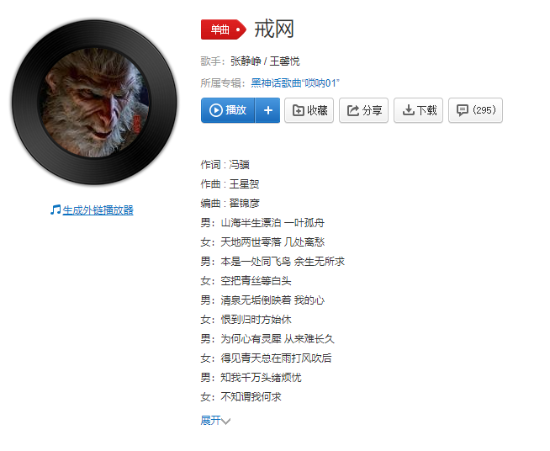 单曲 戒网
歌手：张静峥 / 王馨悦
所属专辑：黑神话歌曲“唢呐01”
播放 + 收藏 分享 下载 (295)
生成外链播放器
作词 : 冯骥
作曲 : 王星贺
编曲 : 翟锦彦
男：山海半生漂泊 一叶孤舟
女：天地两世零落 几处离愁
男：本是一处同飞鸟 余生无所求
女：空把青丝等白头
男：清泉无垢倒映着 我的心
女：恨到归时方始休
男：为何心有灵犀 从来难长久
女：得见青天总在雨打风吹后
男：知我千万头绪烦忧
女：不知谓我何求
展开